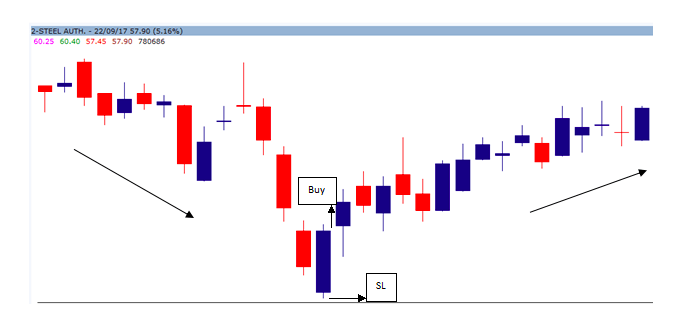 2-STEEL AUTH. - 22/09/17 57.90 (5.16%)
60.25 60.40 57.45 57.90 780686
Buy
SL